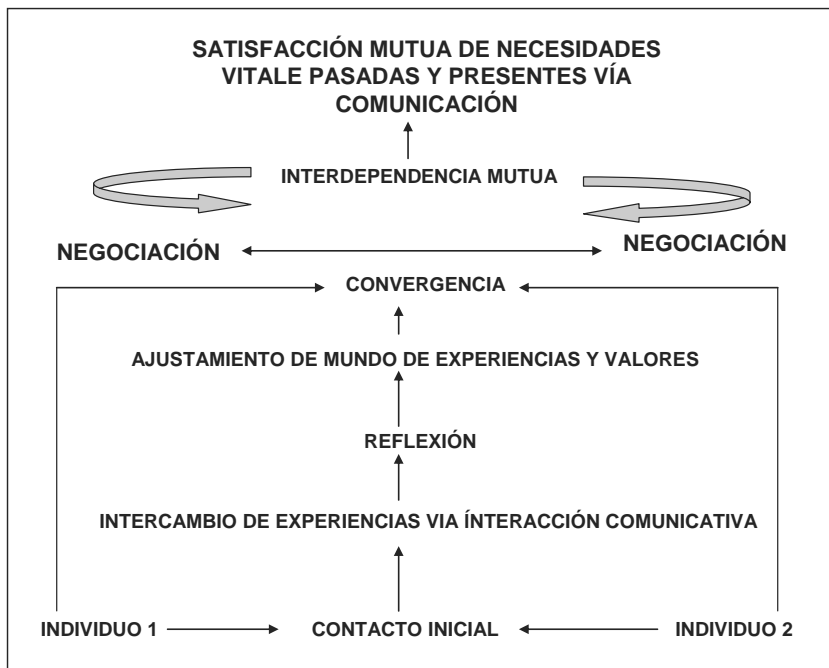 SATISFACCIÓN MUTUA DE NECESIDADES
VITALE PASADAS Y PRESENTES VÍA
COMUNICACIÓN
INTERDEPENDENCIA MUTUA
NEGOCIACIÓN
NEGOCIACIÓN
CONVERGENCIA
AJUSTAMIENTO DE MUNDO DE EXPERIENCIAS Y VALORES
REFLEXIÓN
INTERCAMBIO DE EXPERIENCIAS VIA ÍNTERACCIÓN COMUNICATIVA
INDIVIDUO 1
CONTACTO INICIAL
INDIVIDUO 2